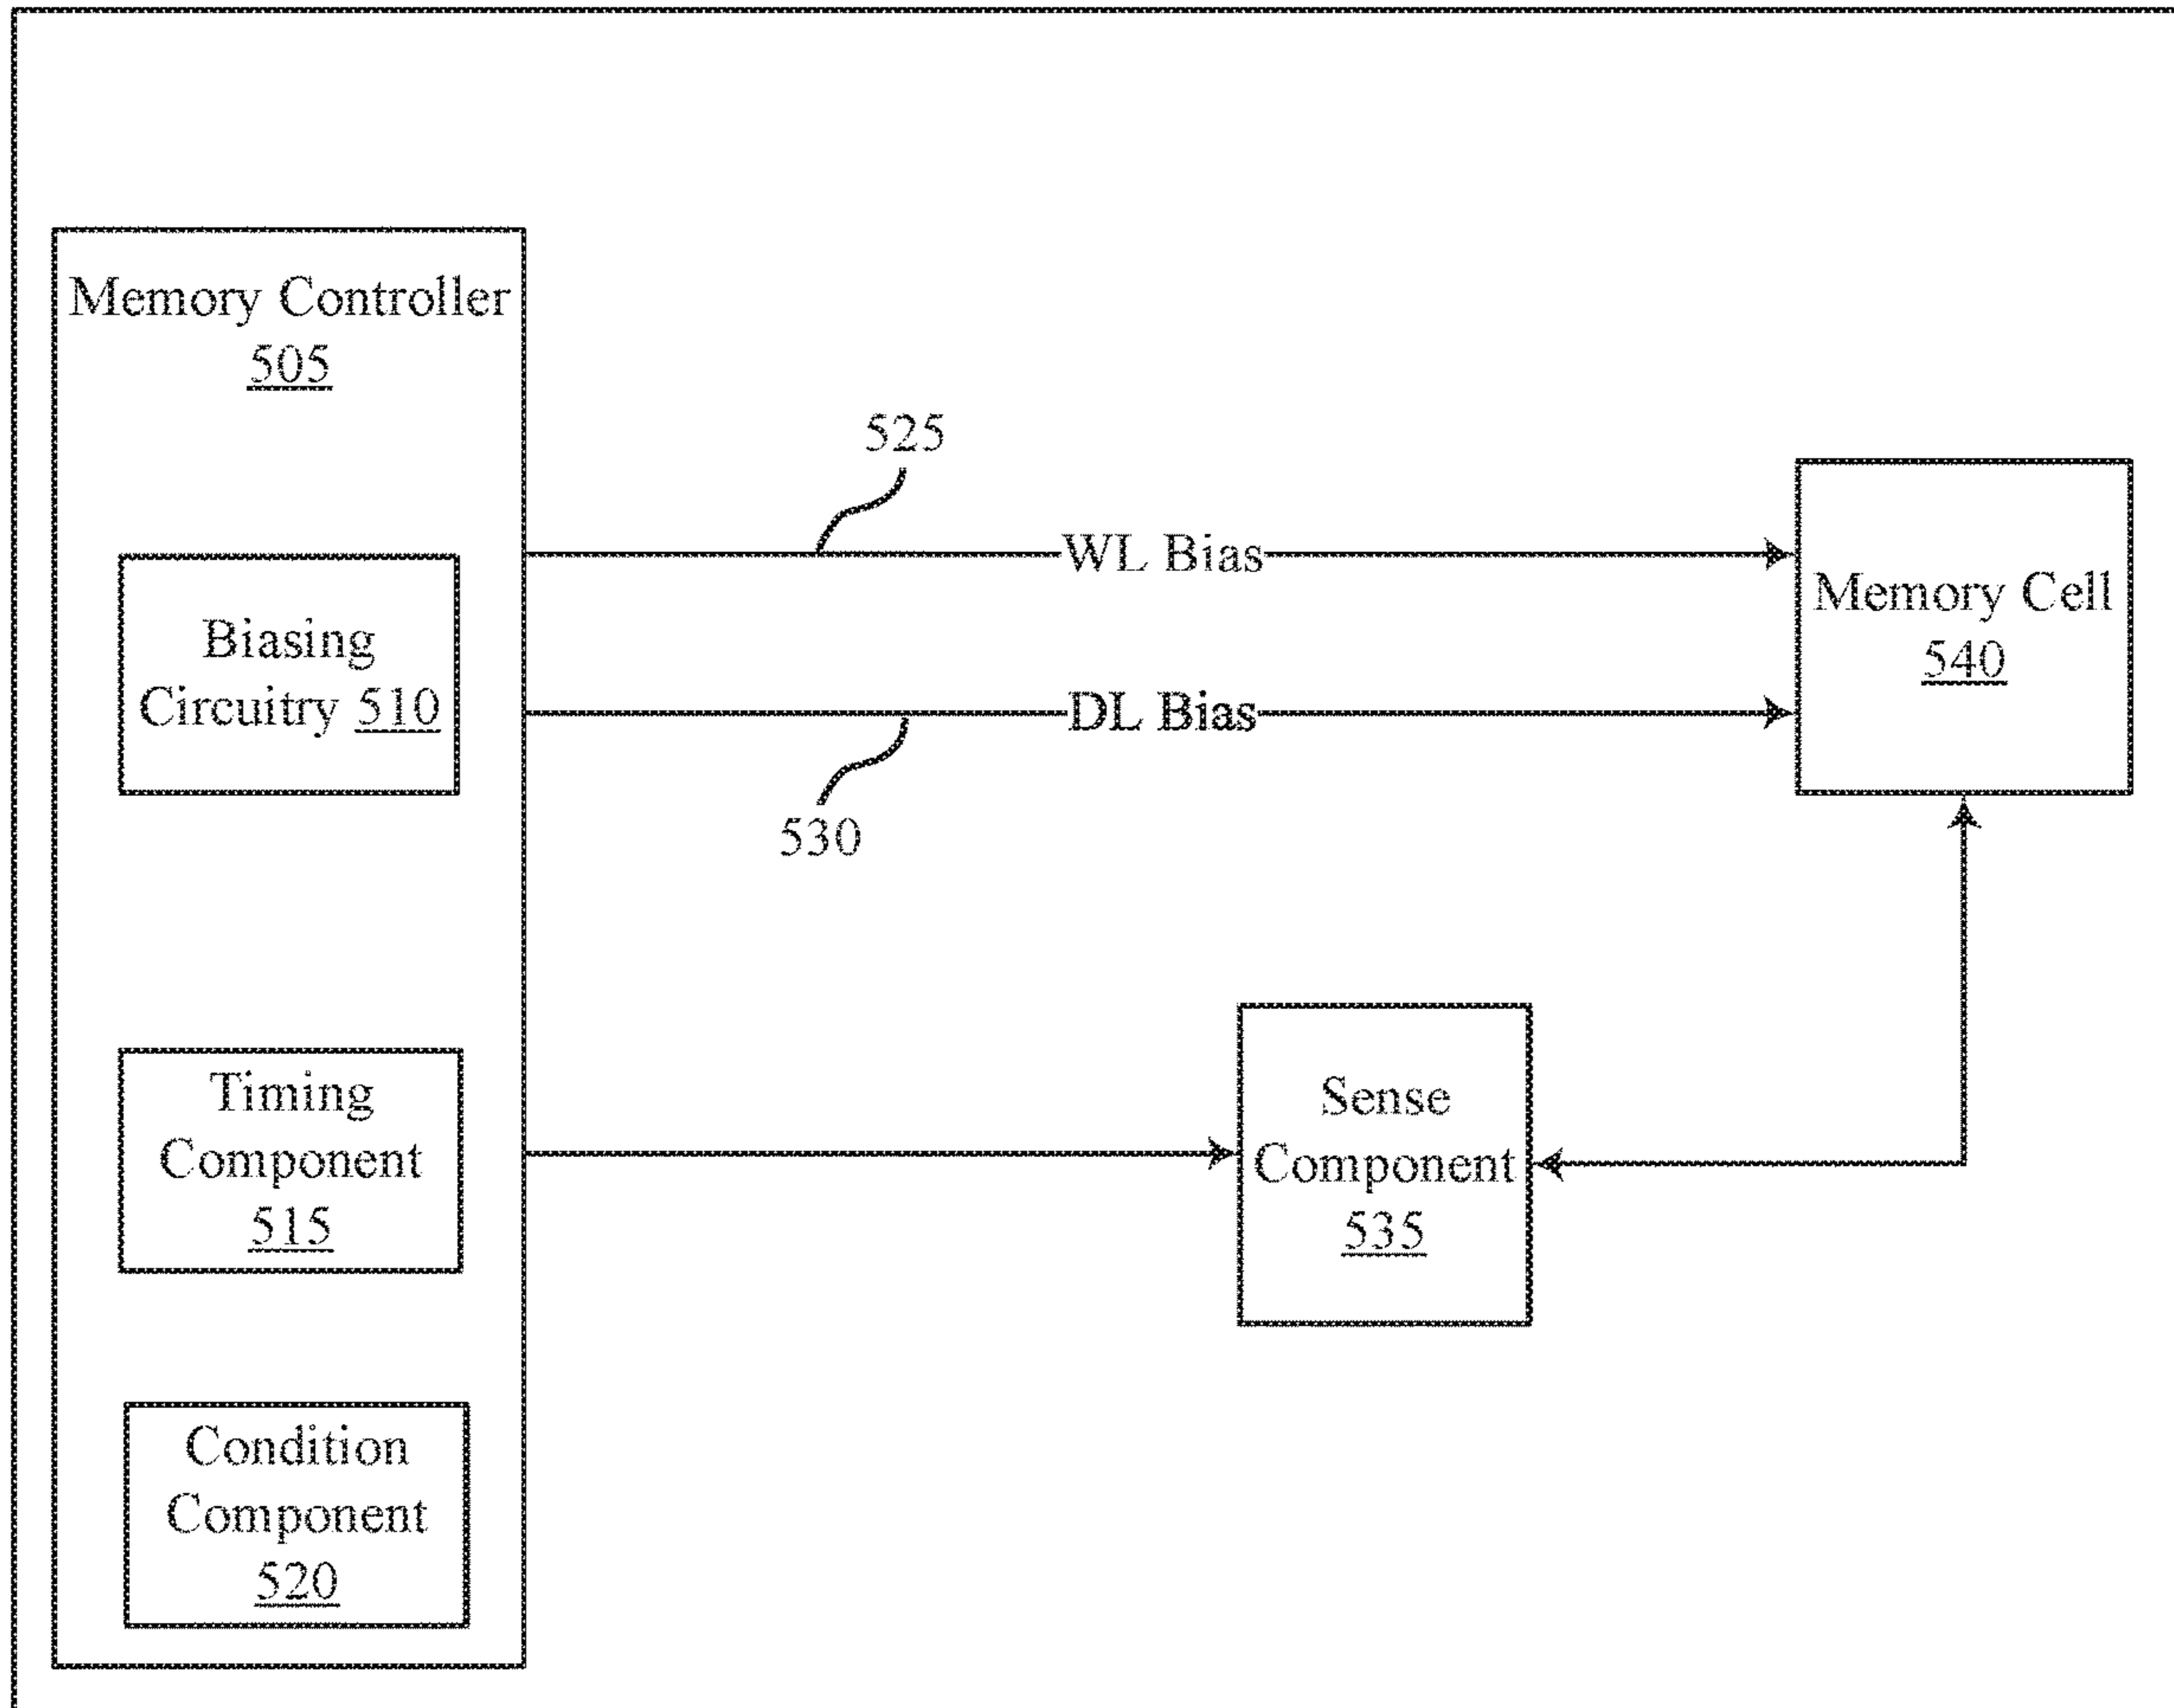 Memory Controller
505
525
WL Bias
Memory Cell
540
Biasing
Circuitry 510
DL Bias
530
Timing
Component
515
Sense
Component
535
Condition
Component
520